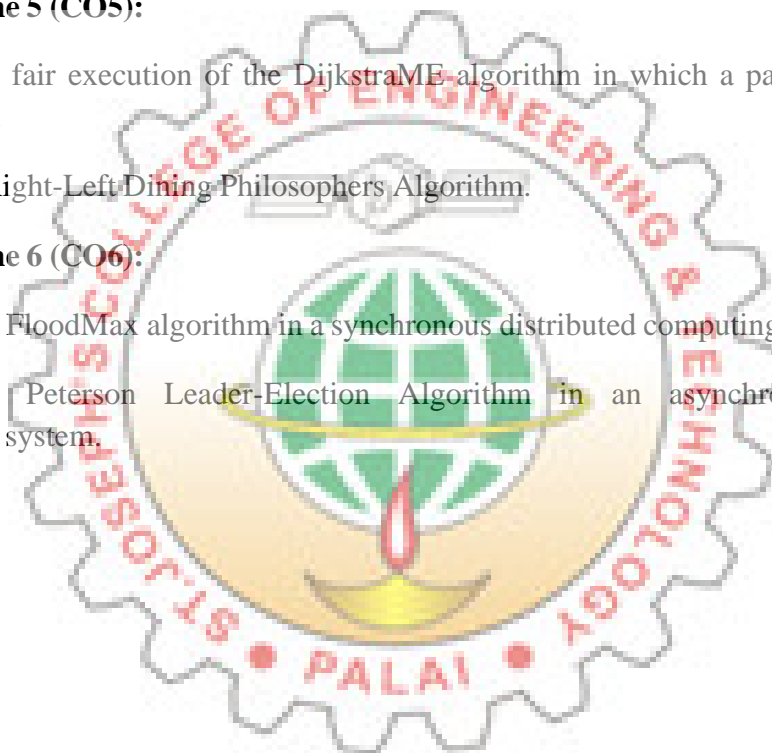 ne 5 (CO5):
fair execution of the DijkstraME algorithm in which a pa
ight-Left Dining Philosophers Algorithm.
ne 6 (CO6):
FloodMax algorithm in a synchronous distributed computing
Peterson Leader-Election Algorithm in an asynchr
system.
ST.JOSEPH'S COLLEGE OF ENGINEERING & TECHNOLOGY
• PALAI •